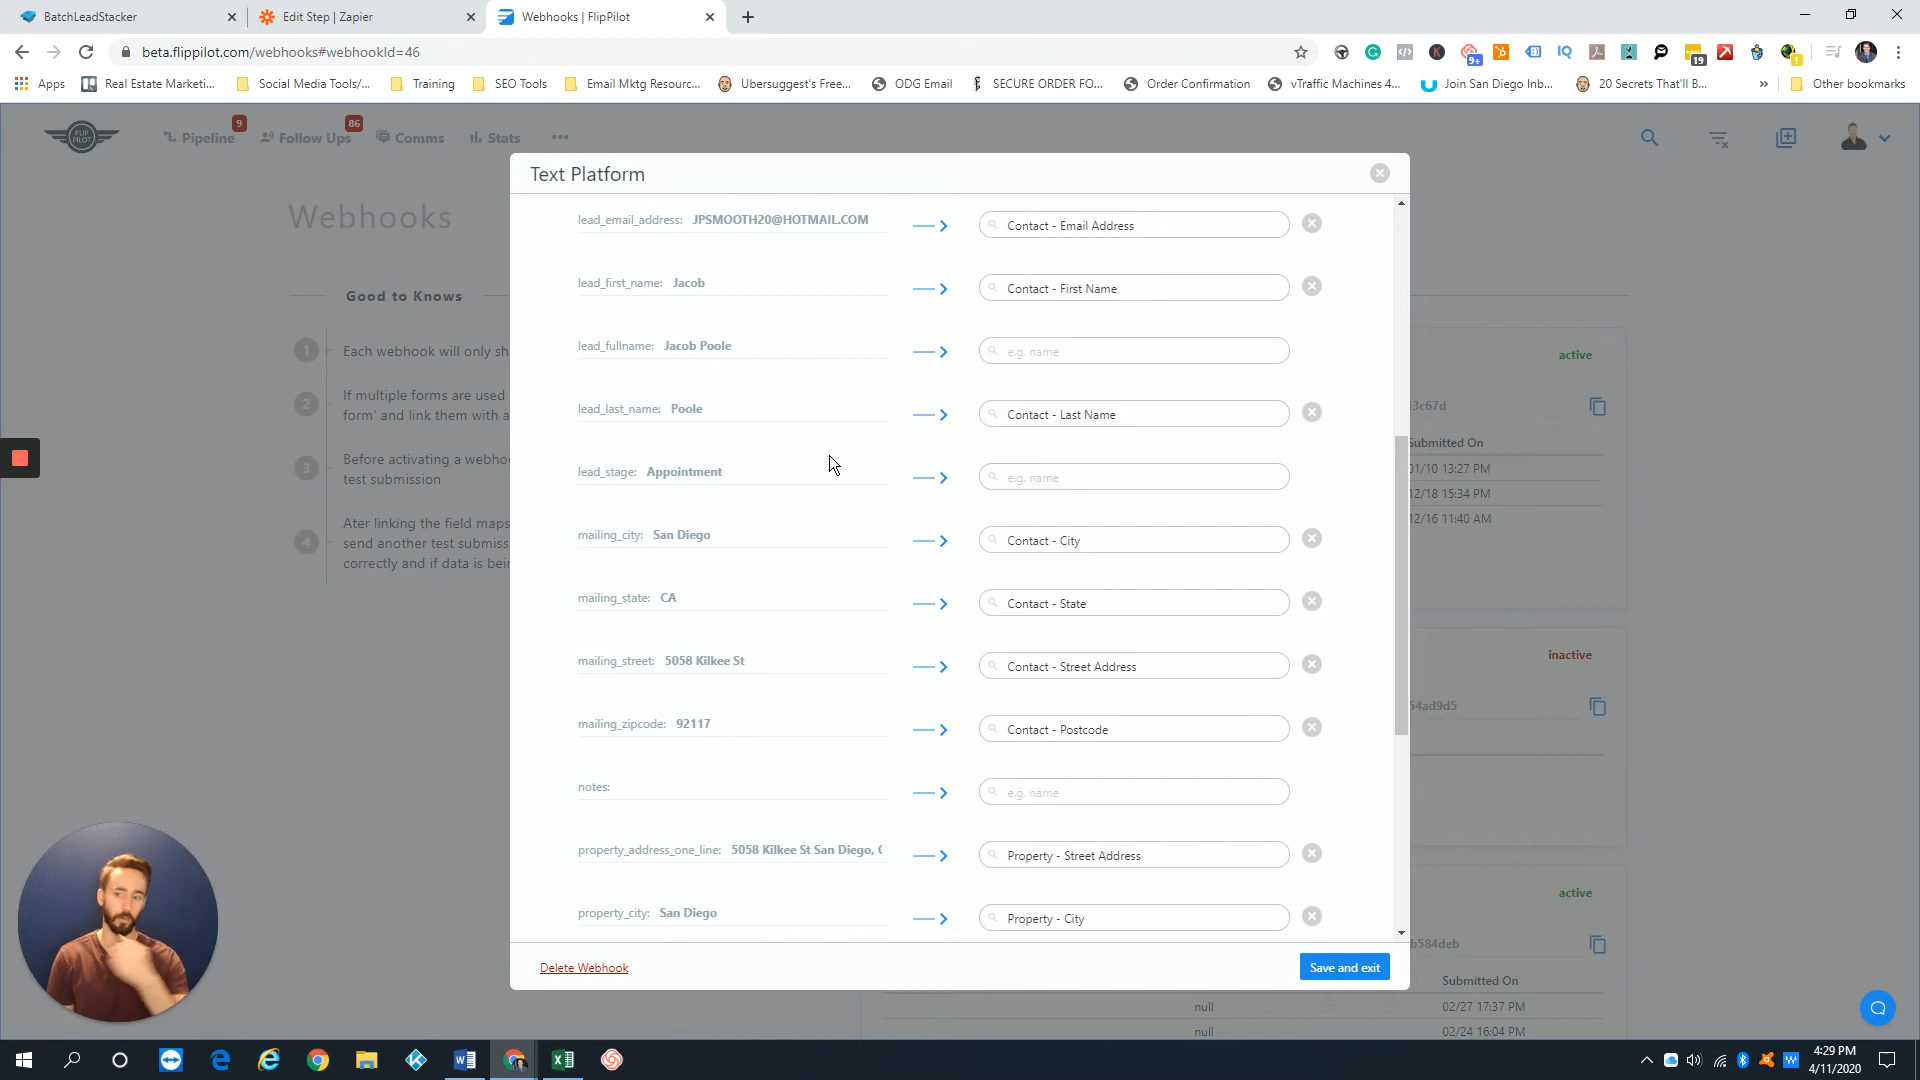 BatchLeadStacker
Edit Step | Zapier
Webhooks | FlipPilot
beta.flippilot.com/webhooks#webhookId=46
9+
19
Apps
Real Estate Marketi...
Social Media Tools/...
Training
SEO Tools
Email Mktg Resourc...
Ubersuggest's Free...
ODG Email
SECURE ORDER FO...
Order Confirmation
vTraffic Machines 4...
Join San Diego Inb...
20 Secrets That'll B...
Other bookmarks
FLIP
PILOT
Pipeline
9
Follow Ups
86
Comms
Stats
Webhooks
Good to Knows
1
Each webhook will only sh
2
If multiple forms are used
form' and link them with a
3
Before activating a webhoo
test submission
4
Ater linking the field maps
send another test submiss
correctly and if data is bein
Text Platform
lead_email_address: JPSMOOTH20@HOTMAIL.COM
Contact - Email Address
lead_first_name: Jacob
Contact - First Name
lead_fullname: Jacob Poole
e.g. name
lead_last_name: Poole
Contact - Last Name
lead_stage: Appointment
e.g. name
mailing_city: San Diego
Contact - City
mailing_state: CA
Contact - State
mailing_street: 5058 Kilkee St
Contact - Street Address
mailing_zipcode: 92117
Contact - Postcode
notes:
e.g. name
property_address_one_line: 5058 Kilkee St San Diego, C
Property - Street Address
property_city: San Diego
Property - City
Delete Webhook
Save and exit
active
3c67d
Submitted On
01/10 13:27 PM
12/18 15:34 PM
12/16 11:40 AM
inactive
54ad9d5
active
b584deb
Submitted On
null
02/27 17:37 PM
null
02/24 16:04 PM
4:29 PM
4/11/2020